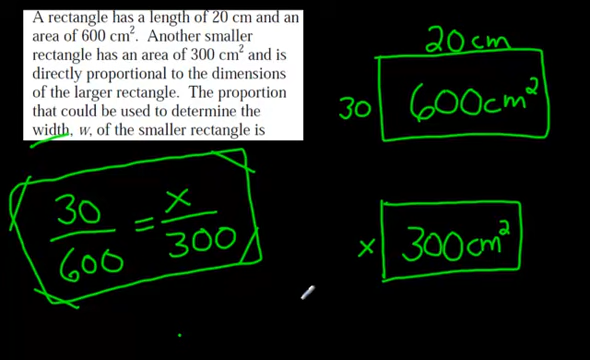 A rectangle has a length of 20 cm and an
area of 600 cm². Another smaller
rectangle has an area of 300 cm² and is
directly proportional to the dimensions
of the larger rectangle. The proportion
that could be used to determine the
width, w, of the smaller rectangle is
20cm
30
600cm²
x
300cm²
30/600 = x/300